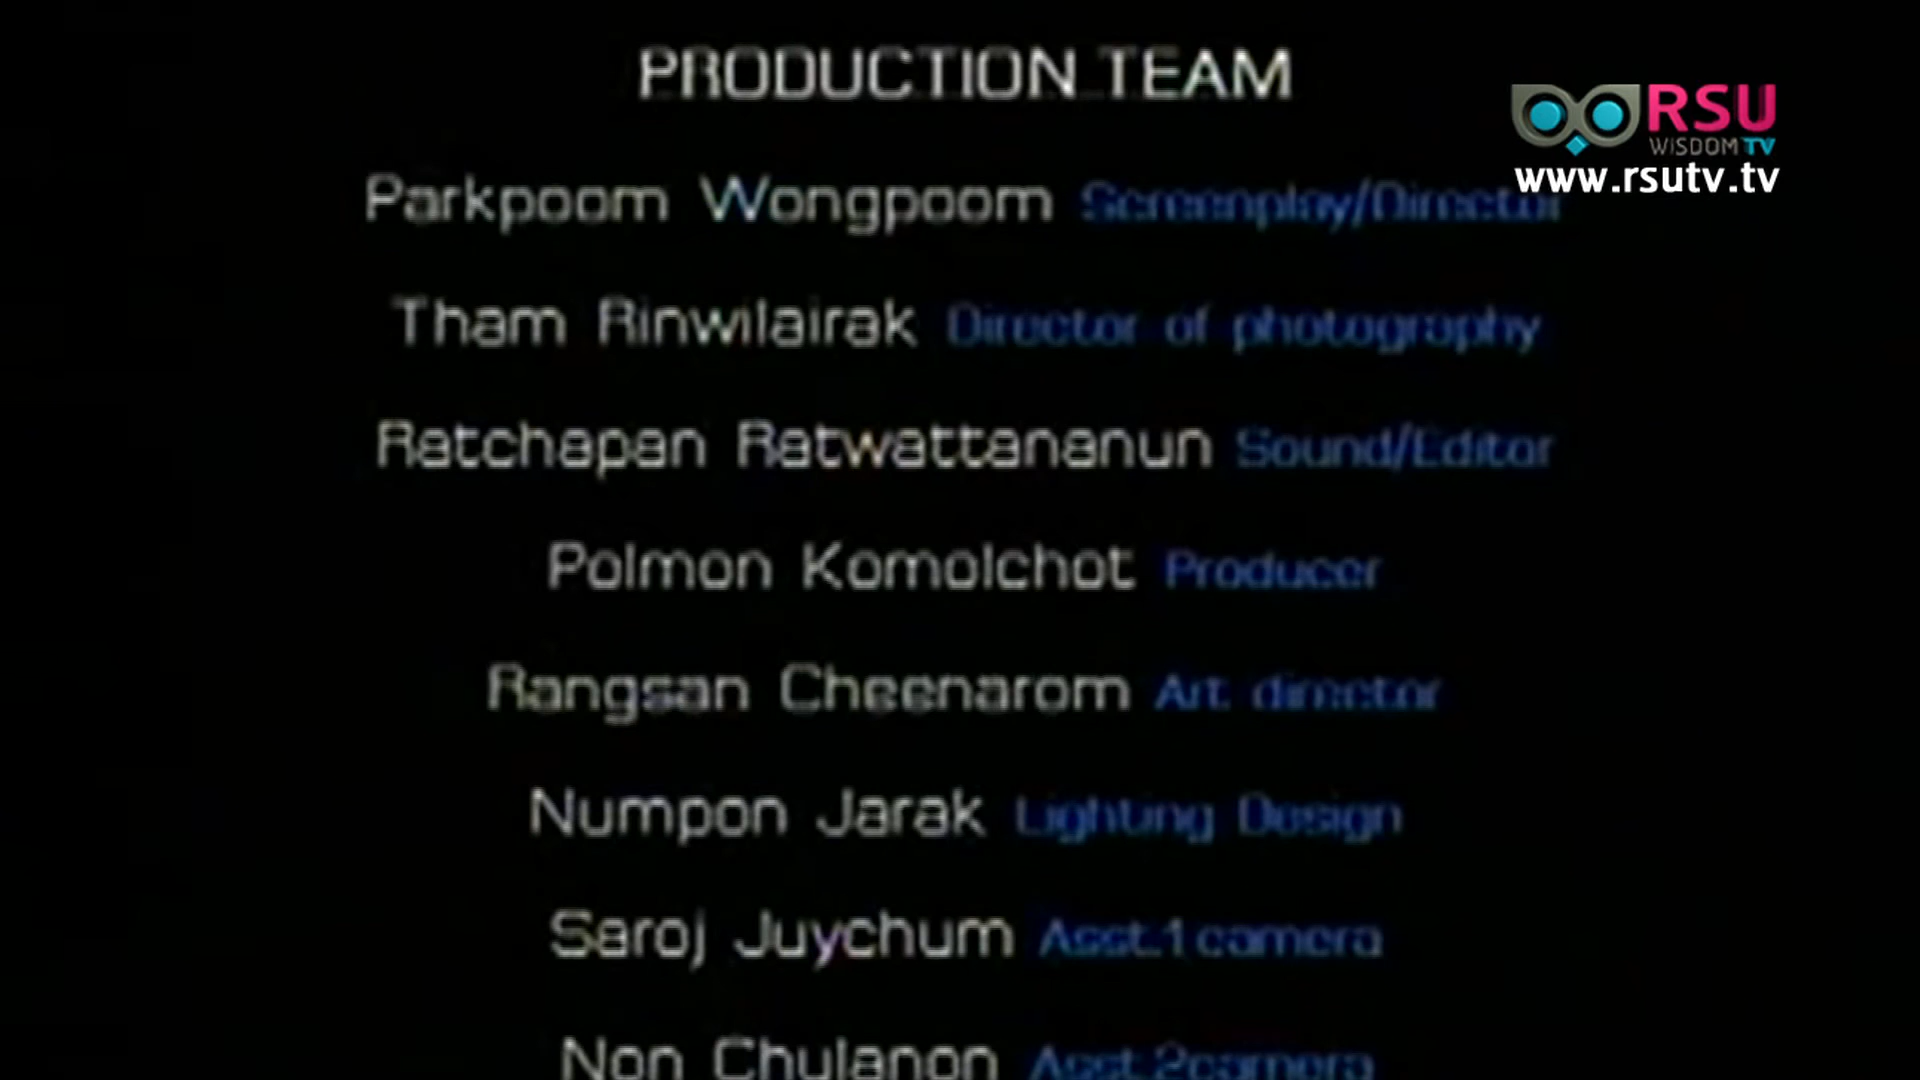 PRODUCTION TEAM
RSU
WISDOM TV
www.rsutv.tv
Parkpoom Wongpoom Screenplay/Director
Tham Rinwilairak Director of photography
Ratchapan Ratwattananun Sound/Editor
Polmon Komolchot Producer
Rangsan Cheenarom Art director
Numpon Jarak Lighting Design
Saroj Juychum Asst.1camera
Non Chulanon Asst.2camera